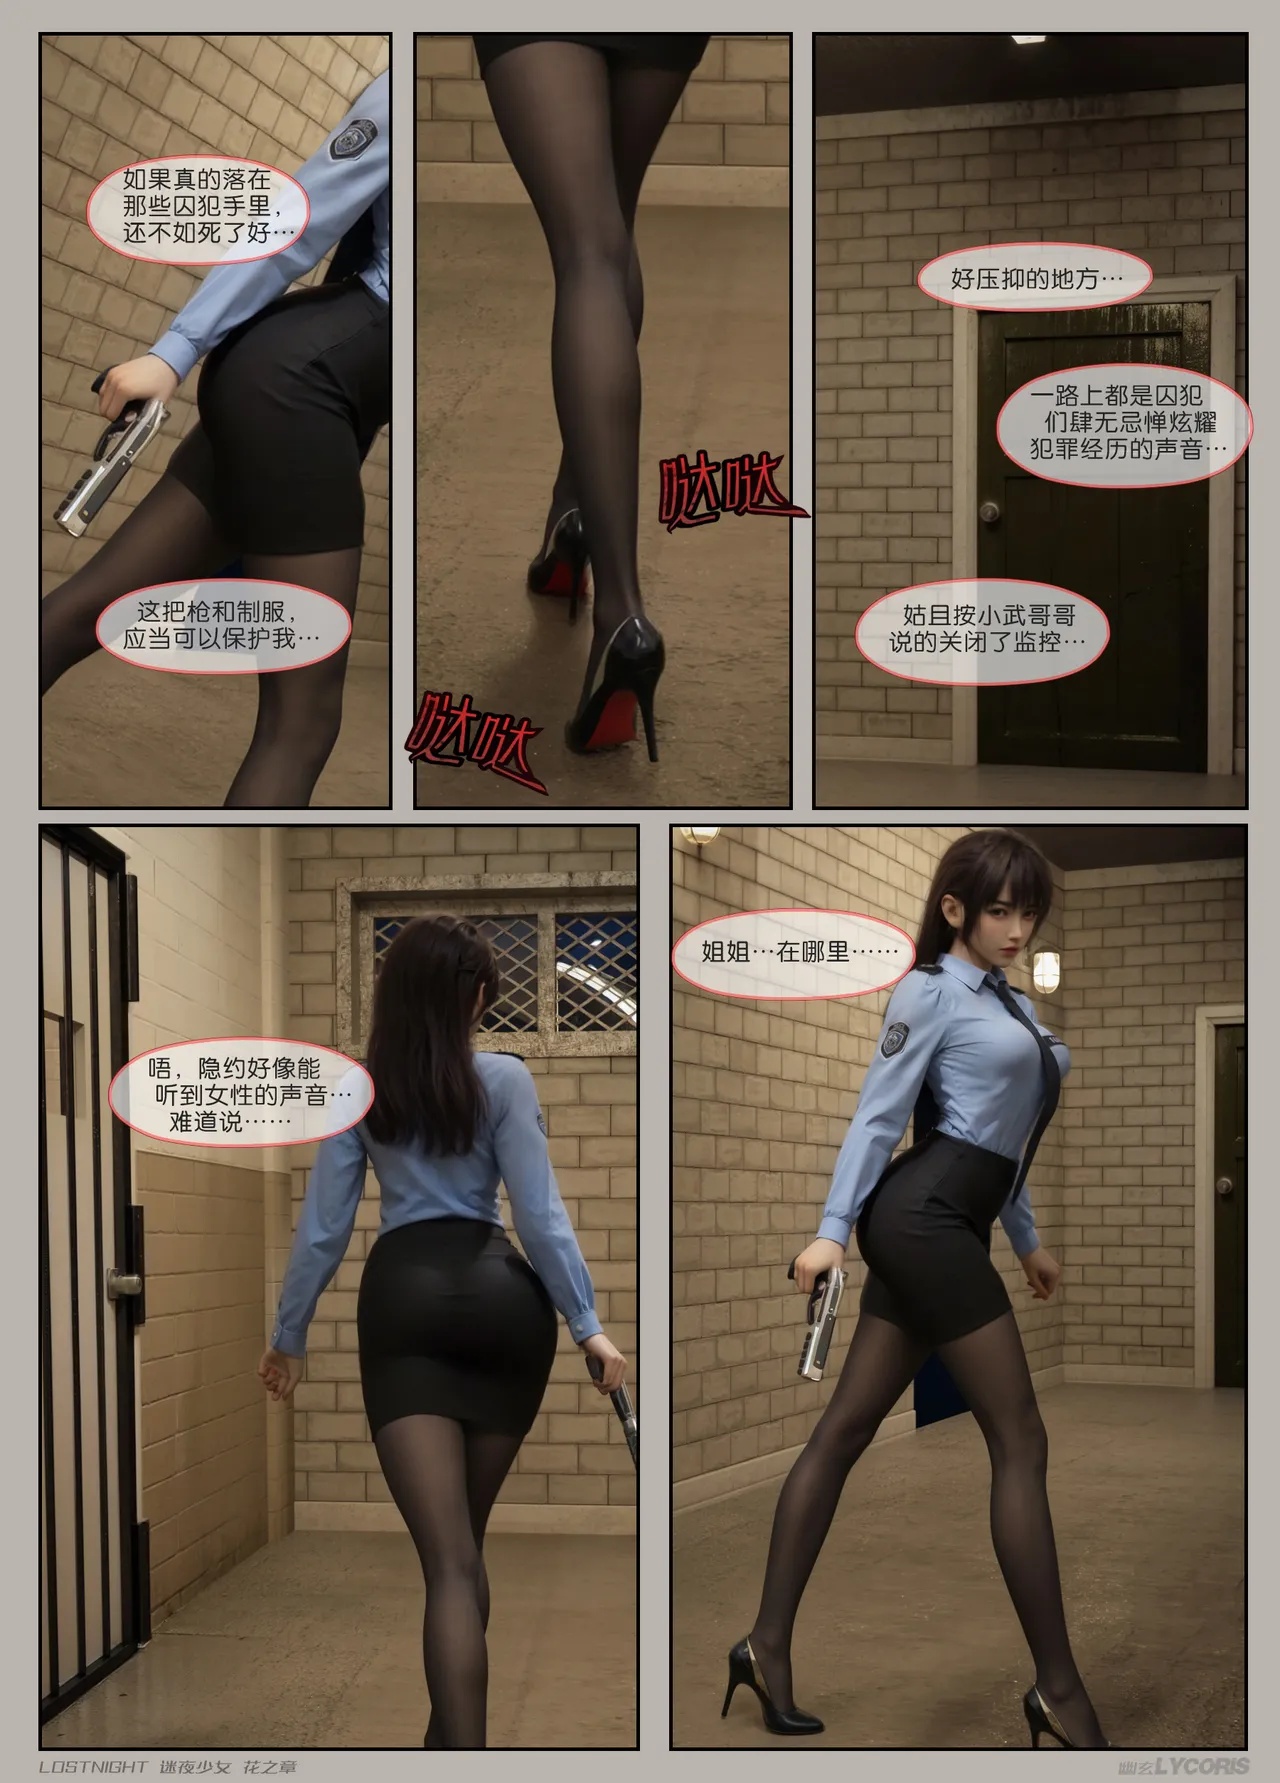 如果真的落在
那些囚犯手里，
还不如死了好…
这把枪和制服，
应当可以保护我…
哒哒
哒哒
好压抑的地方…
一路上都是囚犯
们肆无忌惮炫耀
犯罪经历的声音…
姑且按小武哥哥
说的关闭了监控…
唔，隐约好像能
听到女性的声音…
难道说……
姐姐…在哪里……
LOSTNIGHT 迷夜少女 花之章
幽玄LYCORIS